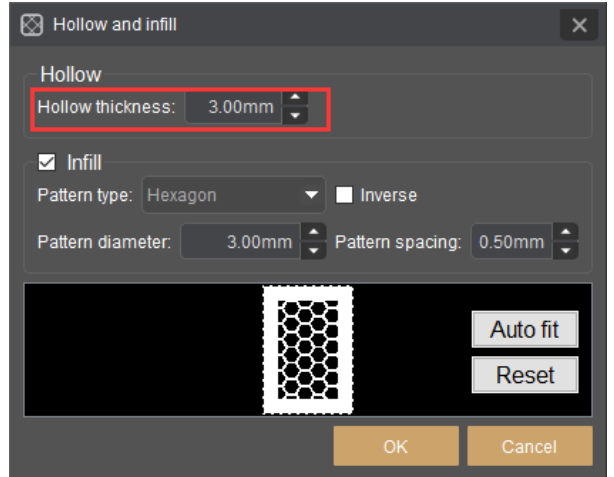 Hollow and infill
Hollow
Hollow thickness: 3.00mm
Infill
Pattern type: Hexagon Inverse
Pattern diameter: 3.00mm Pattern spacing: 0.50mm
Auto fit
Reset
OK Cancel